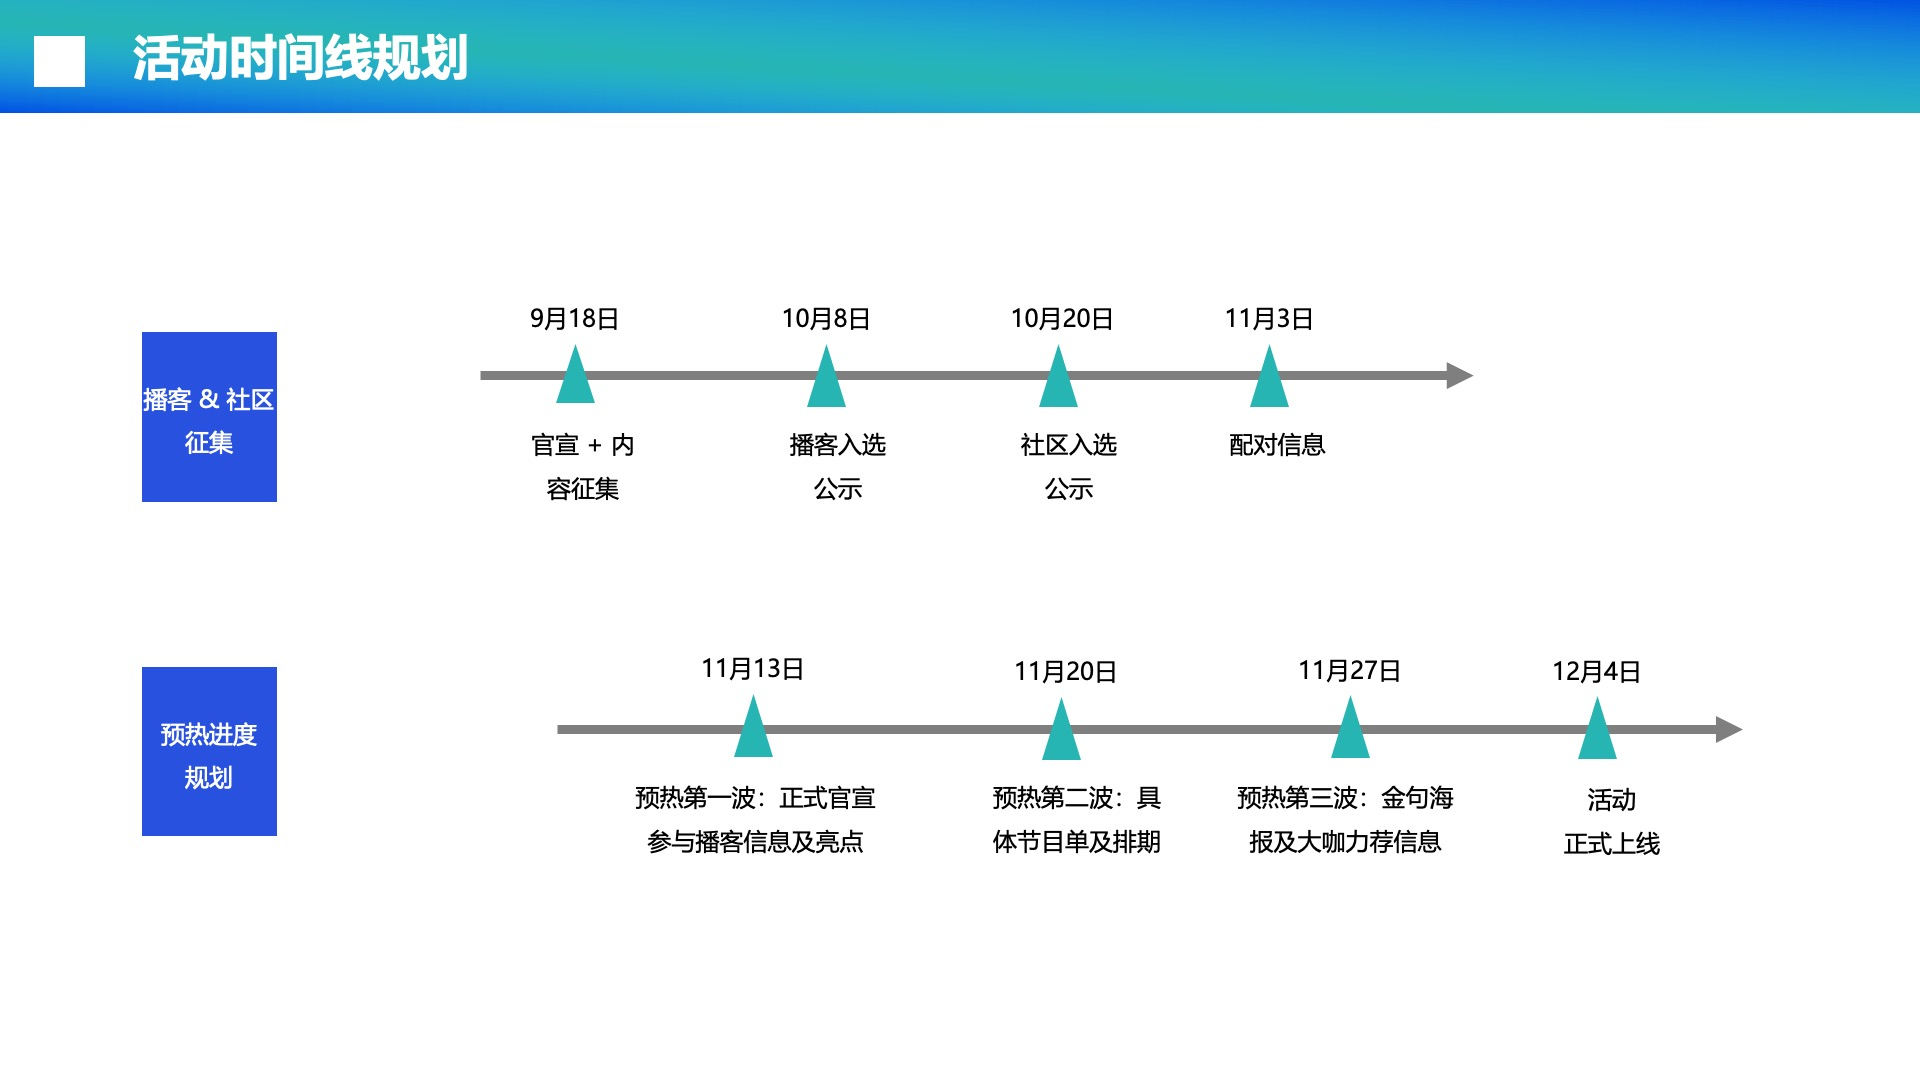 活动时间线规划
9月18日
10月8日
10月20日
11月3日
播客 & 社区
征集
官宣 + 内
容征集
播客入选
公示
社区入选
公示
配对信息
11月13日
11月20日
11月27日
12月4日
预热进度
规划
预热第一波：正式官宣
参与播客信息及亮点
预热第二波：具
体节目单及排期
预热第三波：金句海
报及大咖力荐信息
活动
正式上线